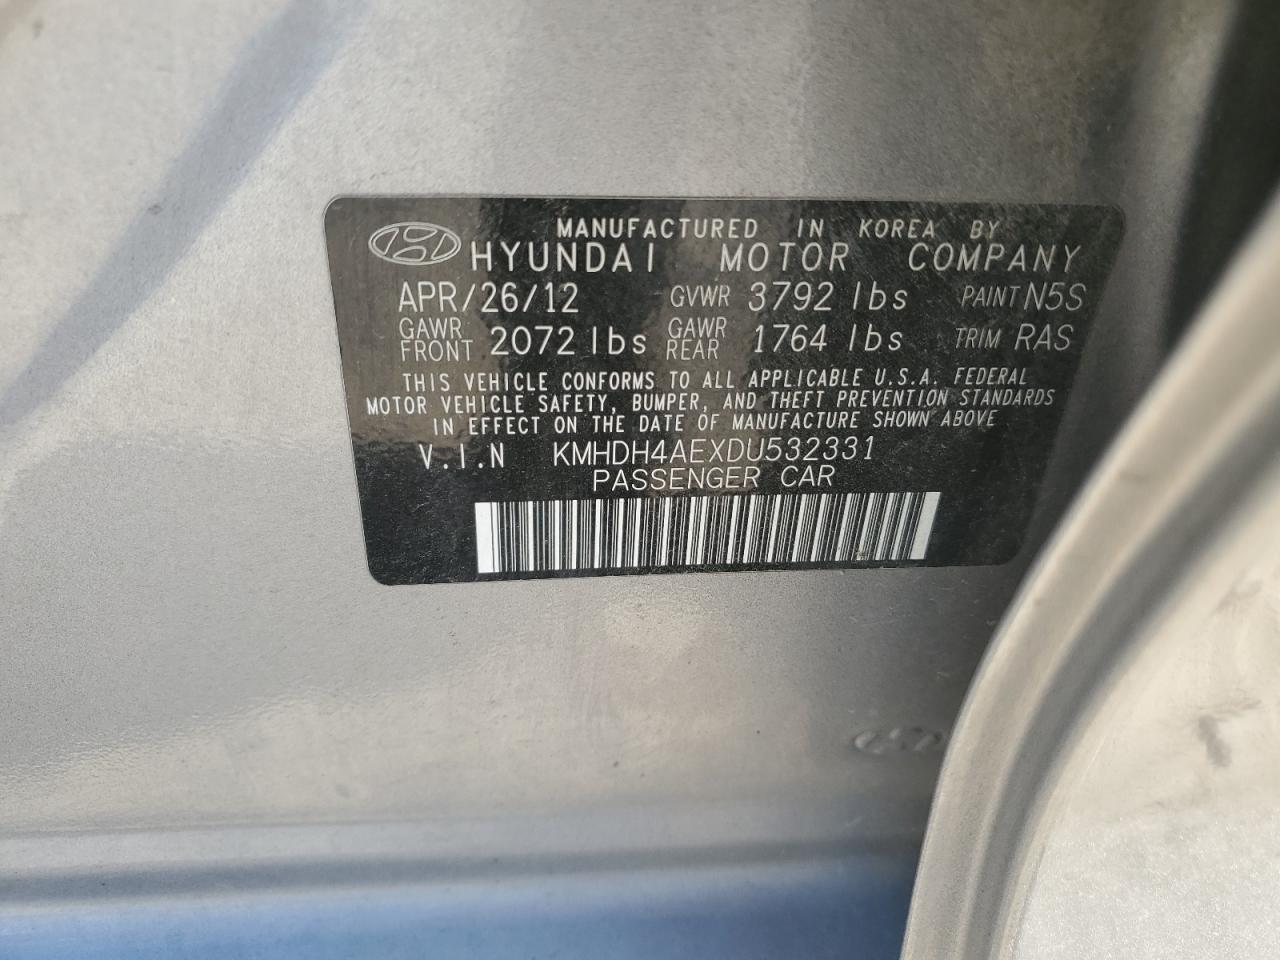 MANUFACTURED IN KOREA BY
HYUNDAI MOTOR COMPANY
APR/26/12 GVWR 3792 lbs PAINT N5S
GAWR FRONT 2072 lbs GAWR REAR 1764 lbs TRIM RAS
THIS VEHICLE CONFORMS TO ALL APPLICABLE U.S.A. FEDERAL
MOTOR VEHICLE SAFETY, BUMPER, AND THEFT PREVENTION STANDARDS
IN EFFECT ON THE DATE OF MANUFACTURE SHOWN ABOVE
V.I.N KMHDH4AEXDU532331
PASSENGER CAR